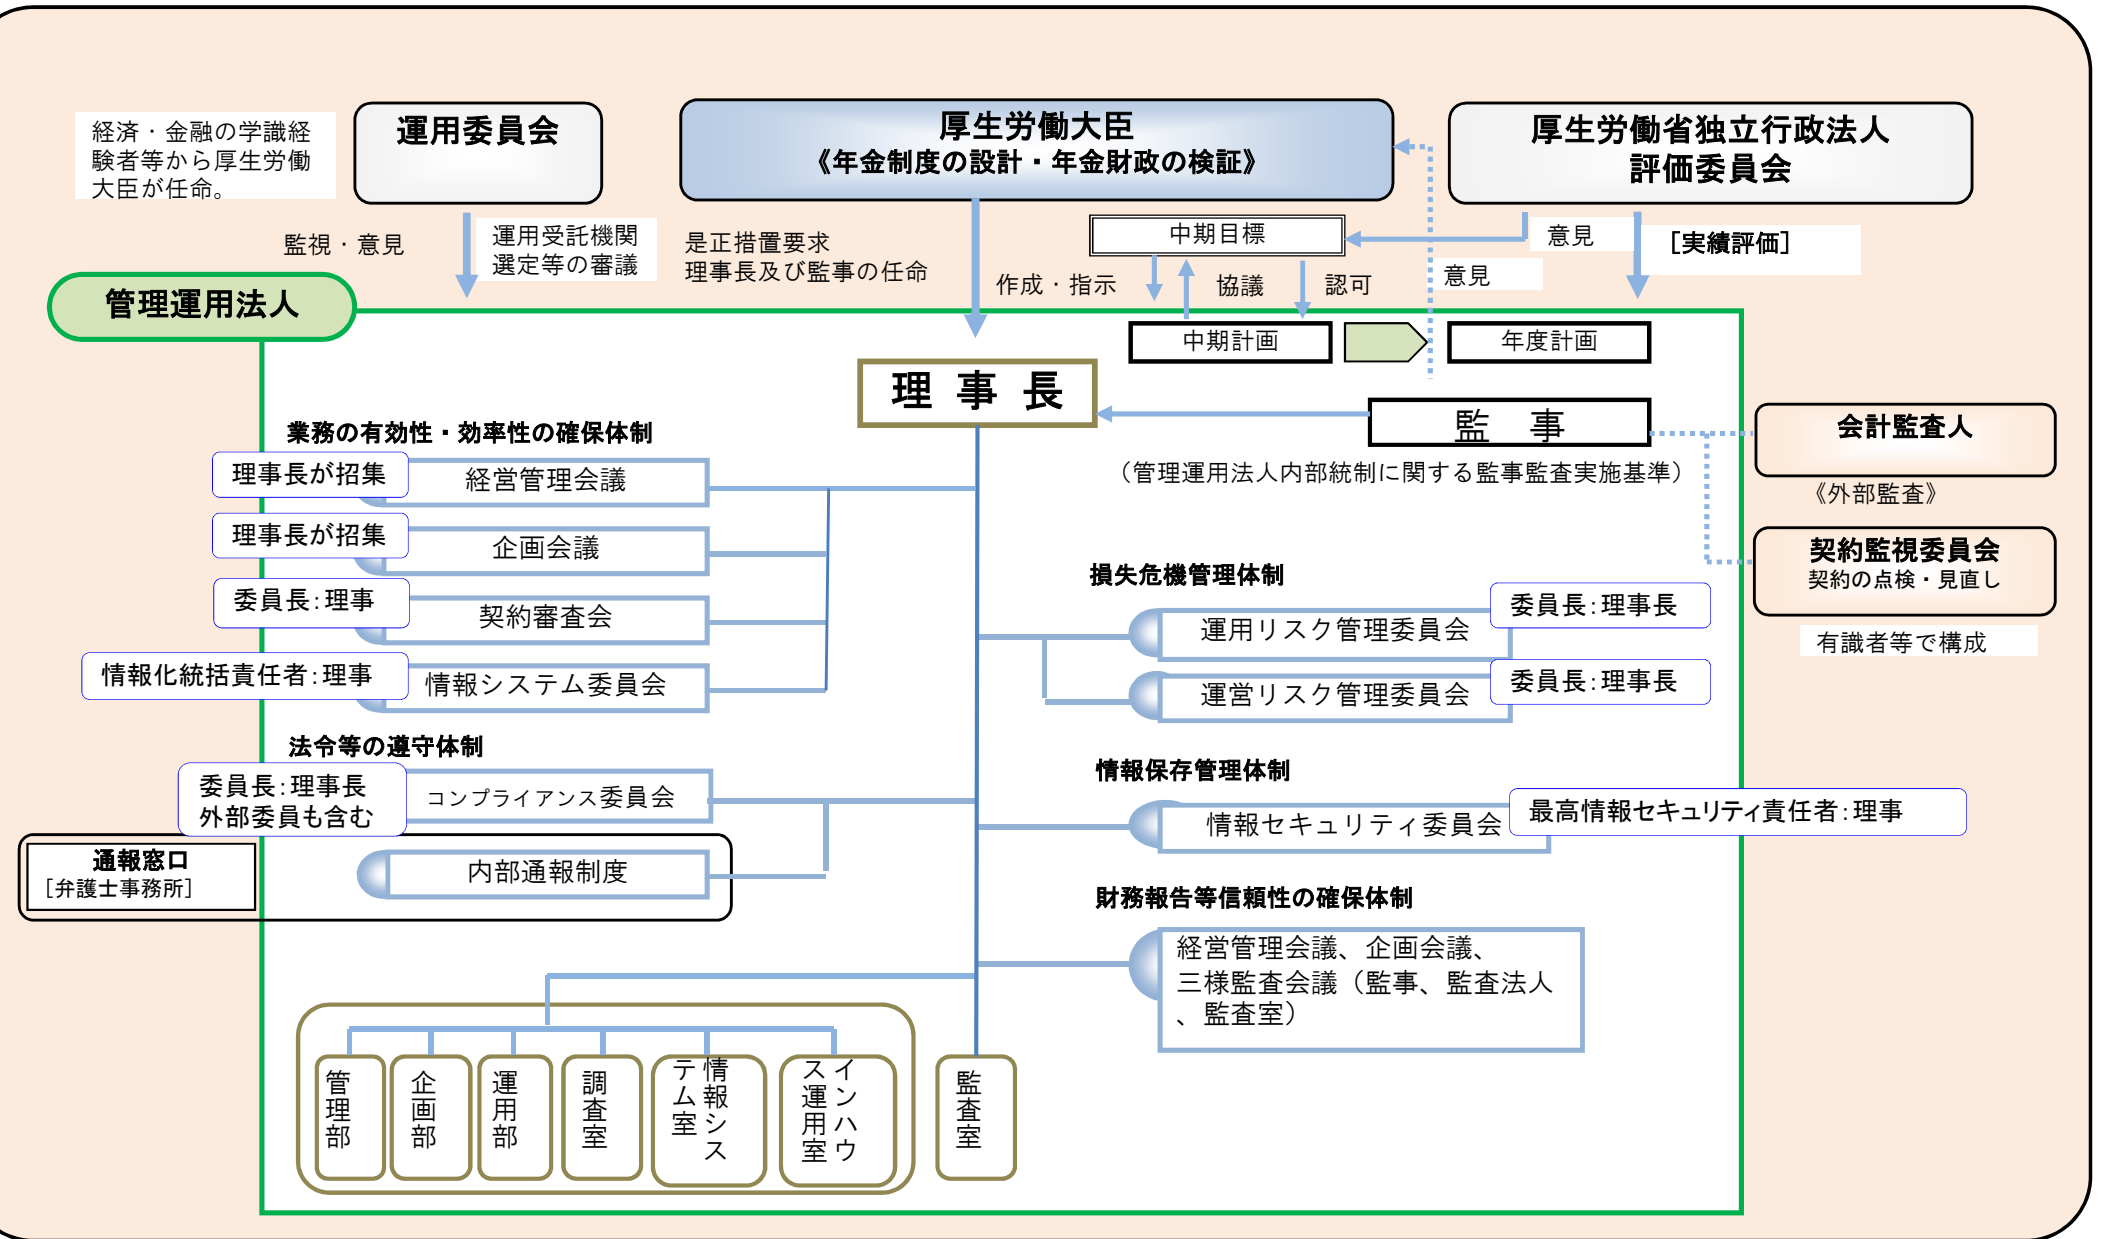 経済・金融の学識経
験者等から厚生労働
大臣が任命。
運用委員会
厚生労働大臣
《年金制度の設計・年金財政の検証》
厚生労働省独立行政法人
評価委員会
監視・意見
運用受託機関
選定等の審議
是正措置要求
理事長及び監事の任命
中期目標
意見
［実績評価］
作成・指示
協議
認可
意見
管理運用法人
中期計画
年度計画
理 事 長
監 事
（管理運用法人内部統制に関する監事監査実施基準）
会計監査人
《外部監査》
契約監視委員会
契約の点検・見直し
有識者等で構成
業務の有効性・効率性の確保体制
理事長が招集
経営管理会議
理事長が招集
企画会議
委員長：理事
契約審査会
情報化統括責任者：理事
情報システム委員会
法令等の遵守体制
委員長：理事長
外部委員も含む
コンプライアンス委員会
通報窓口
［弁護士事務所］
内部通報制度
損失危機管理体制
運用リスク管理委員会
委員長：理事長
運営リスク管理委員会
委員長：理事長
情報保存管理体制
情報セキュリティ委員会
最高情報セキュリティ責任者：理事
財務報告等信頼性の確保体制
経営管理会議、企画会議、
三様監査会議（監事、監査法人
、監査室）
管理部
企画部
運用部
調査室
情報シス
テム室
インハウ
ス運用室
監査室